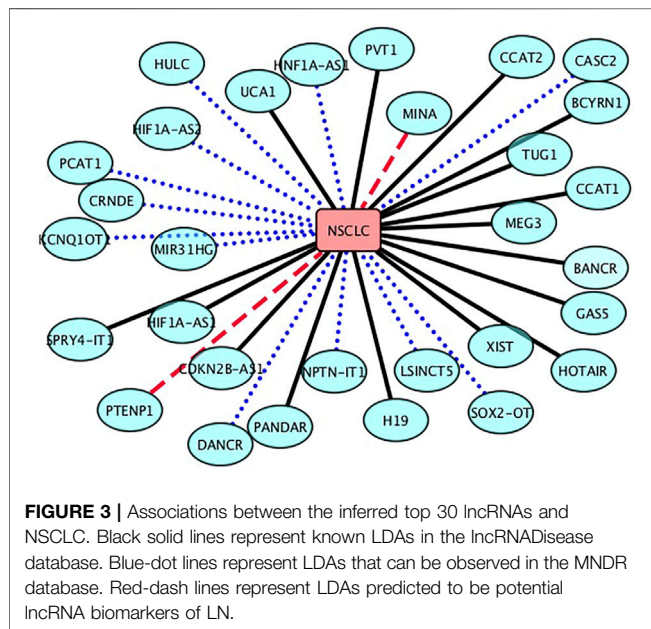 PVT1
HNF1A-AS1
CCAT2
CASC2
HULC
UCA1
BCYRN1
MINA
HIF1A-AS2
TUG1
PCAT1
CCAT1
CRNDE
MEG3
NSCLC
KCNQ1OT1
MIR31HG
BANCR
GAS5
HIF1A-AS1
SPRY4-IT1
XIST
CDKN2B-AS1
NPTN-IT1
LSINCT5
HOTAIR
PTENP1
SOX2-OT
PANDAR
H19
DANCR
FIGURE 3 | Associations between the inferred top 30 lncRNAs and
NSCLC. Black solid lines represent known LDAs in the lncRNADisease
database. Blue-dot lines represent LDAs that can be observed in the MNDR
database. Red-dash lines represent LDAs predicted to be potential
lncRNA biomarkers of LN.